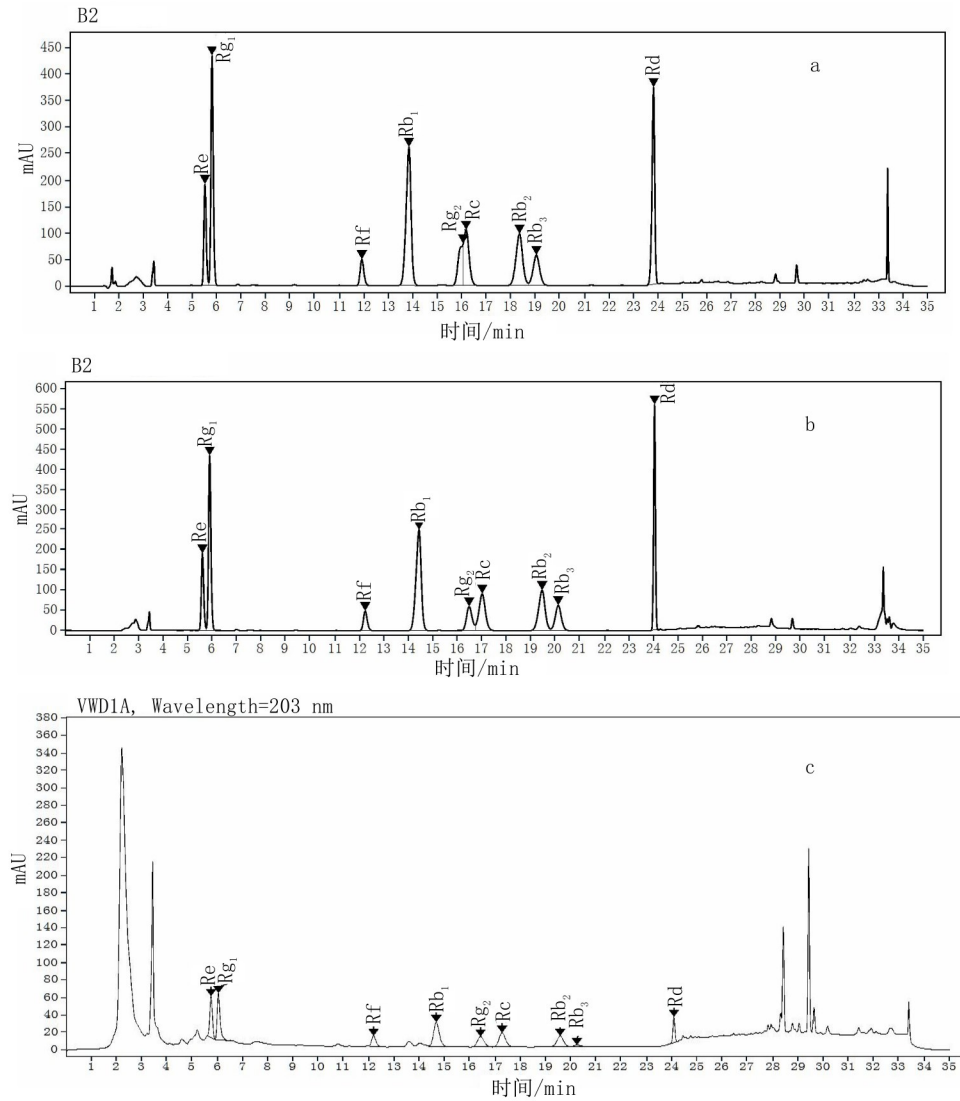 B2
450
400
350
300
250
200
150
100
50
0
mAU
Re
Rg₁
Rf
Rb₁
Rg₂
Rc
Rb₂
Rb₃
Rd
a
1 2 3 4 5 6 7 8 9 10 11 12 13 14 15 16 17 18 19 20 21 22 23 24 25 26 27 28 29 30 31 32 33 34 35
时间/min
B2
600
550
500
450
400
350
300
250
200
150
100
50
0
mAU
Re
Rg₁
Rf
Rb₁
Rg₂
Rc
Rb₂
Rb₃
Rd
b
1 2 3 4 5 6 7 8 9 10 11 12 13 14 15 16 17 18 19 20 21 22 23 24 25 26 27 28 29 30 31 32 33 34 35
时间/min
VWD1A, Wavelength=203 nm
380
360
340
320
300
280
260
240
220
200
180
160
140
120
100
80
60
40
20
0
mAU
Re
Rg₁
Rf
Rb₁
Rg₂
Rc
Rb₂
Rb₃
Rd
c
1 2 3 4 5 6 7 8 9 10 11 12 13 14 15 16 17 18 19 20 21 22 23 24 25 26 27 28 29 30 31 32 33 34 35
时间/min